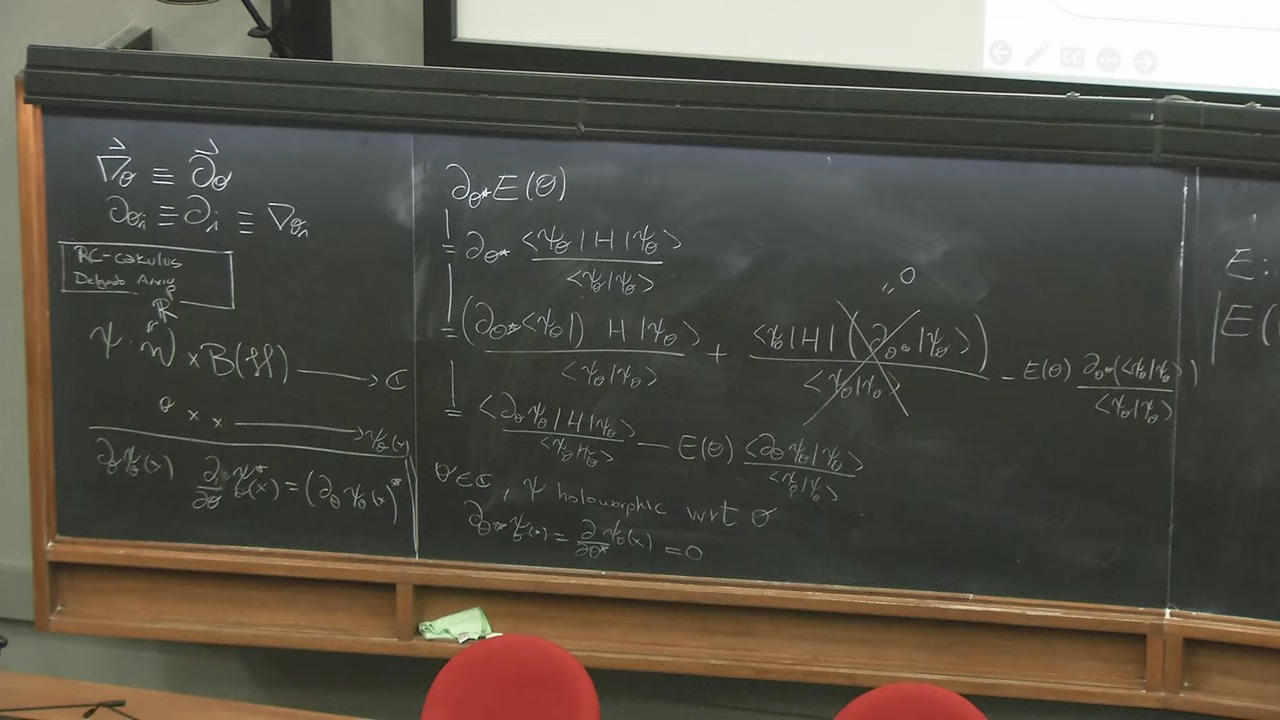 ∇⃗_θ ≡ ∂⃗_θ
∂_{θ_i} ≡ ∂_i ≡ ∇_{θ_i}
RC-calculus
Delgado Arxiv
ℝ
ψ : × B(H) ⟶ ℂ
θ × x ⟶ ψ_θ(x)
∂_θ ψ_θ(x) ∂/∂θ* ψ*_θ(x) = (∂_θ ψ_θ(x))*
∂_{θ*} E(θ)
= ∂_{θ*} <ψ_θ|H|ψ_θ> / <ψ_θ|ψ_θ>
= (∂_{θ*}<ψ_θ|) H |ψ_θ> / <ψ_θ|ψ_θ> + <ψ_θ|H| (∂_{θ*}|ψ_θ>) / <ψ_θ|ψ_θ> = 0 − E(θ) ∂_{θ*}(<ψ_θ|ψ_θ>) / <ψ_θ|ψ_θ>
= <∂_θ ψ_θ|H|ψ_θ> / <ψ_θ|ψ_θ> − E(θ) <∂_θ ψ_θ|ψ_θ> / <ψ_θ|ψ_θ>
θ ∈ ℂ, ψ holomorphic wrt θ
∂_{θ*} ψ_θ(x) = ∂/∂θ* ψ_θ(x) = 0
E:
|E(
CC